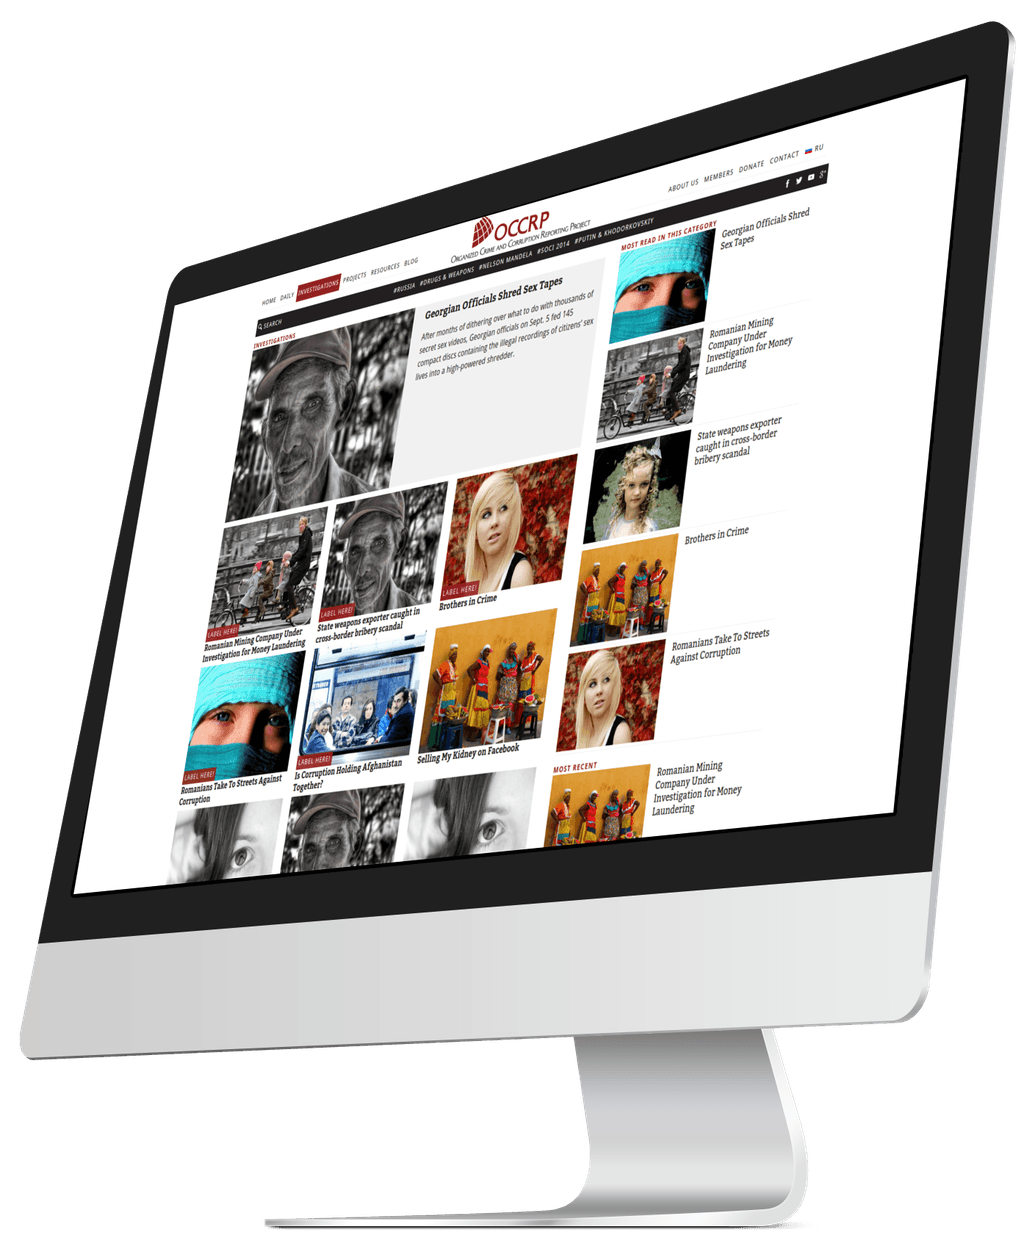 ABOUT US MEMBERS DONATE CONTACT RU
OCCRP
ORGANIZED CRIME AND CORRUPTION REPORTING PROJECT
HOME DAILY INVESTIGATIONS PROJECTS RESOURCES BLOG
SEARCH
#RUSSIA #DRUGS & WEAPONS #NELSON MANDELA #SOCI 2014 #PUTIN & KHODORKOVSKIY
INVESTIGATIONS
Georgian Officials Shred Sex Tapes
After months of dithering over what to do with thousands of
secret sex videos, Georgian officials on Sept. 5 fed 145
compact discs containing the illegal recordings of citizens' sex
lives into a high-powered shredder.
LABEL HERE!
Romanian Mining Company Under
Investigation for Money Laundering
LABEL HERE!
State weapons exporter caught in
cross-border bribery scandal
LABEL HERE!
Brothers in Crime
LABEL HERE!
Romanians Take To Streets Against
Corruption
LABEL HERE!
Is Corruption Holding Afghanistan
Together?
Selling My Kidney on Facebook
MOST READ IN THIS CATEGORY
Georgian Officials Shred
Sex Tapes
Romanian Mining
Company Under
Investigation for Money
Laundering
State weapons exporter
caught in cross-border
bribery scandal
Brothers in Crime
Romanians Take To Streets
Against Corruption
MOST RECENT
Romanian Mining
Company Under
Investigation for Money
Laundering